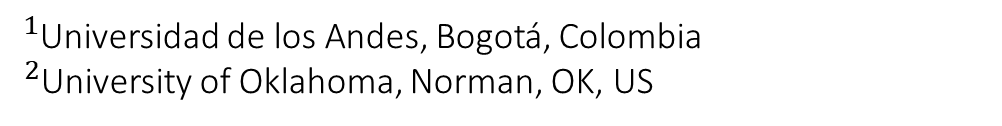 ¹Universidad de los Andes, Bogotá, Colombia
²University of Oklahoma, Norman, OK, US